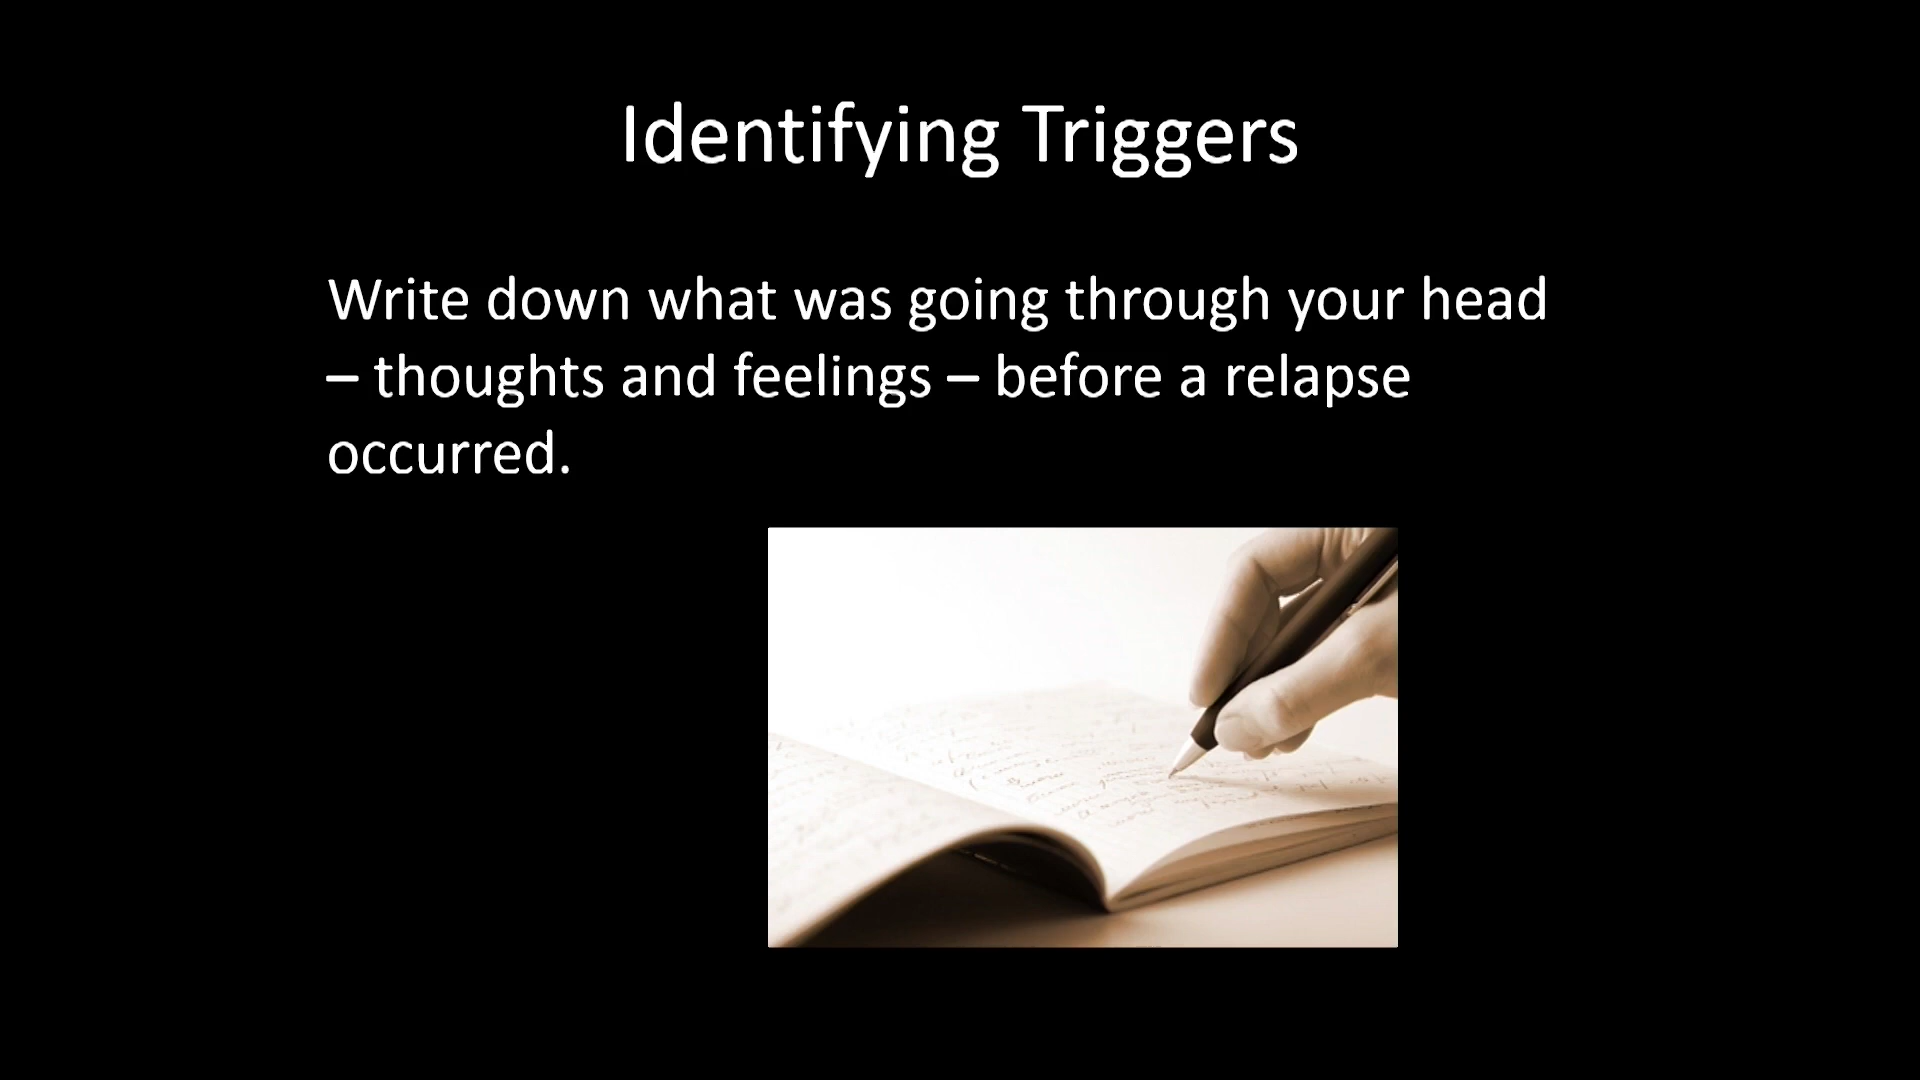 Identifying Triggers
Write down what was going through your head
– thoughts and feelings – before a relapse
occurred.